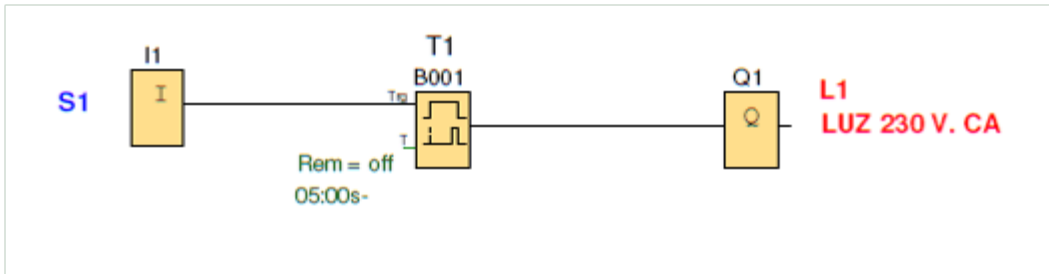 I1
I
S1
T1
B001
Trg
T
Rem = off
05:00s-
Q1
Q
L1
LUZ 230 V. CA